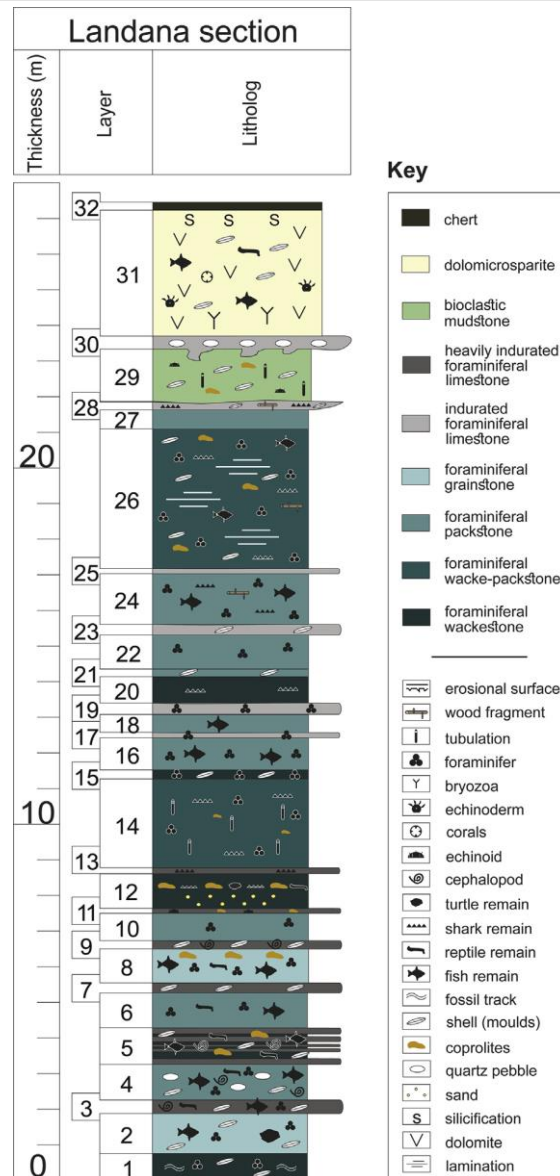 Landana section
Thickness (m)
Layer
Litholog
32
S S S
31
30
29
28
27
20
26
25
24
23
22
21
20
19
18
17
16
15
10
14
13
12
11
10
9
8
7
6
5
4
3
2
0
1
Key
chert
dolomicrosparite
bioclastic
mudstone
heavily indurated
foraminiferal
limestone
indurated
foraminiferal
limestone
foraminiferal
grainstone
foraminiferal
packstone
foraminiferal
wacke-packstone
foraminiferal
wackestone
erosional surface
wood fragment
tubulation
foraminifer
bryozoa
echinoderm
corals
echinoid
cephalopod
turtle remain
shark remain
reptile remain
fish remain
fossil track
shell (moulds)
coprolites
quartz pebble
sand
S silicification
dolomite
lamination